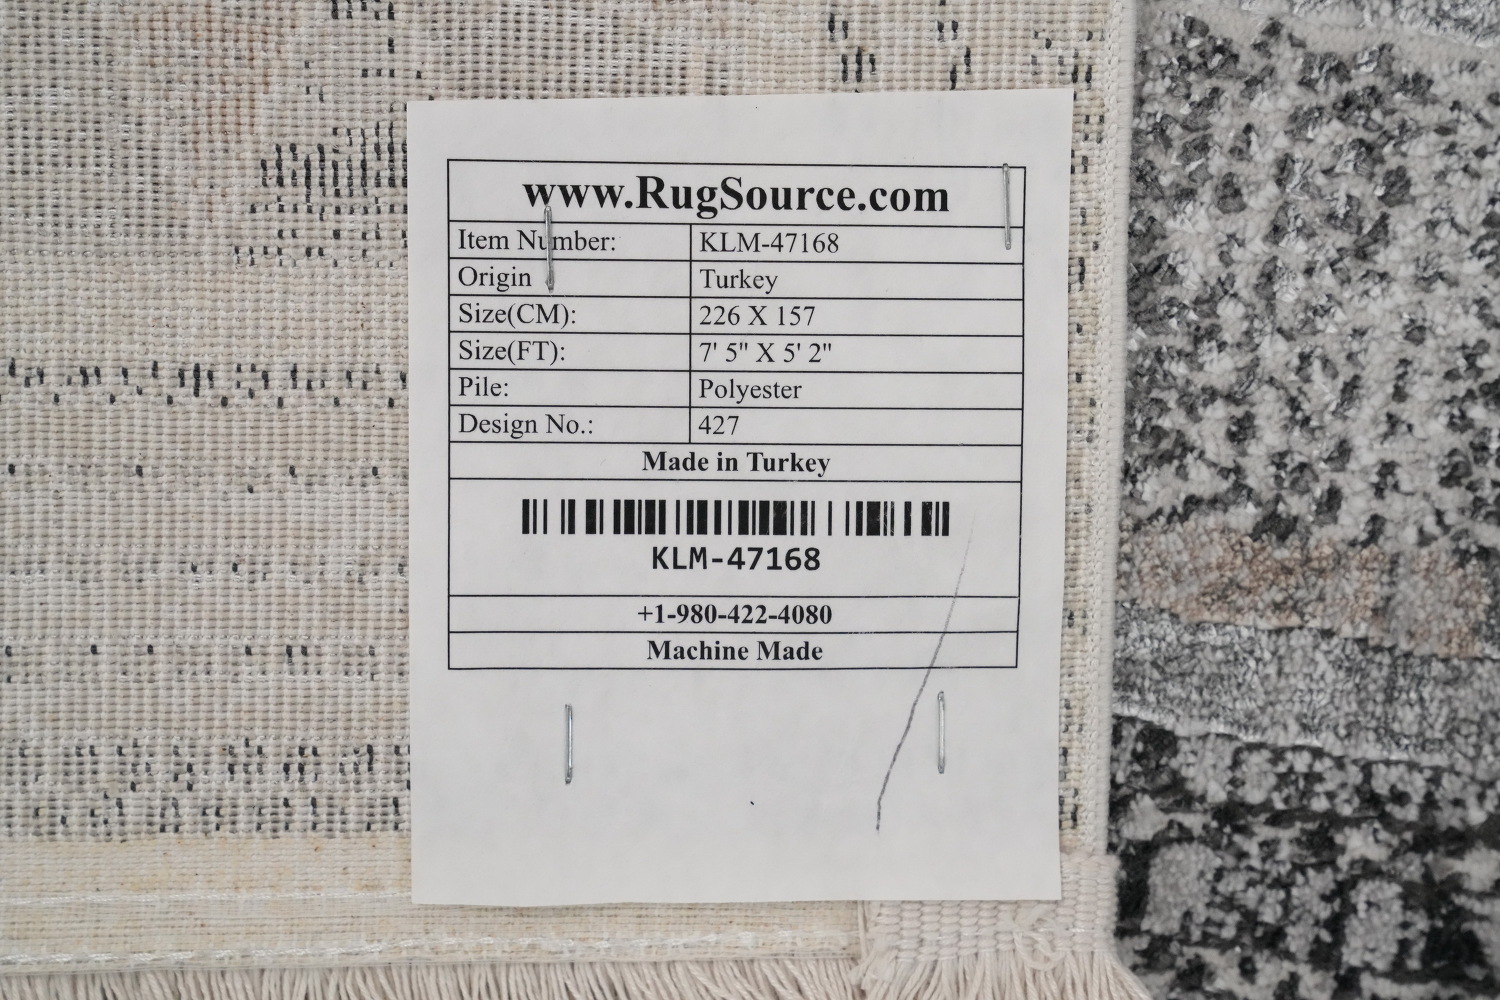 www.RugSource.com
Item Number: KLM-47168
Origin Turkey
Size(CM): 226 X 157
Size(FT): 7' 5" X 5' 2"
Pile: Polyester
Design No.: 427
Made in Turkey
KLM-47168
+1-980-422-4080
Machine Made